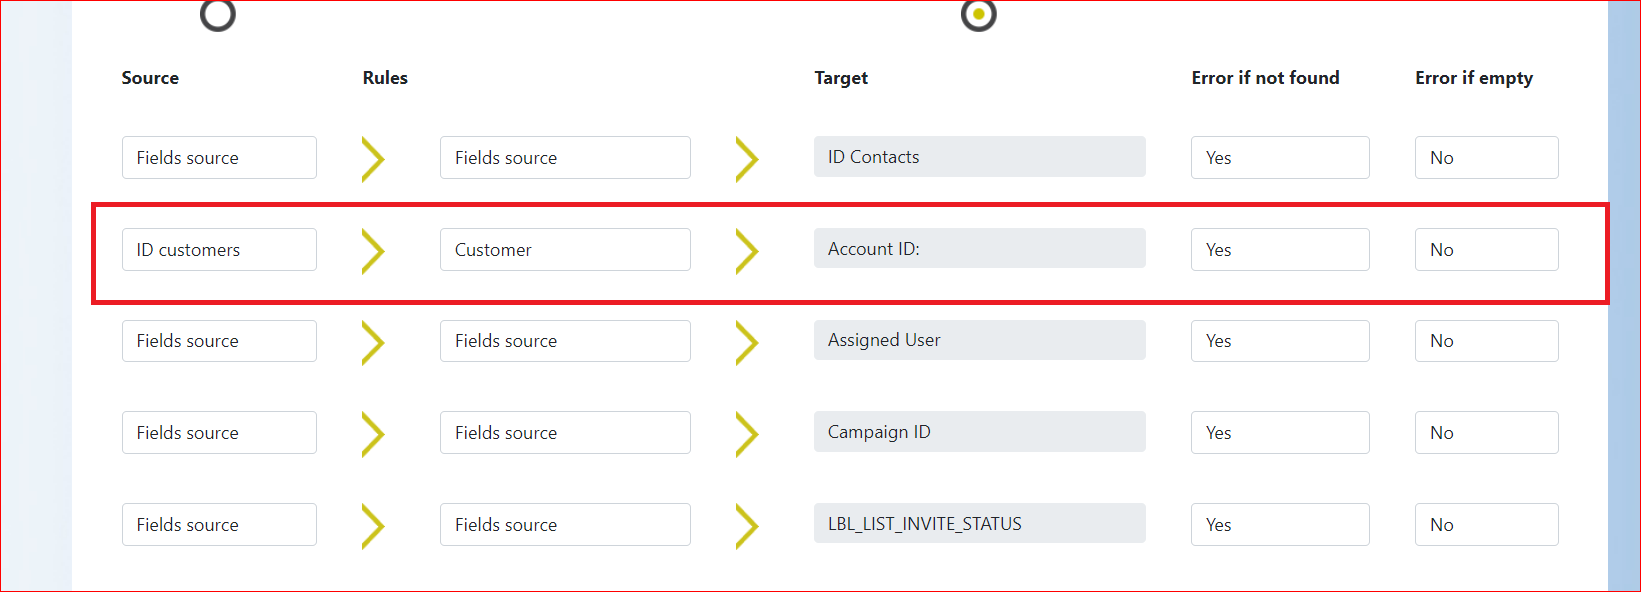 Source Rules Target Error if not found Error if empty
Fields source Fields source ID Contacts Yes No
ID customers Customer Account ID: Yes No
Fields source Fields source Assigned User Yes No
Fields source Fields source Campaign ID Yes No
Fields source Fields source LBL_LIST_INVITE_STATUS Yes No